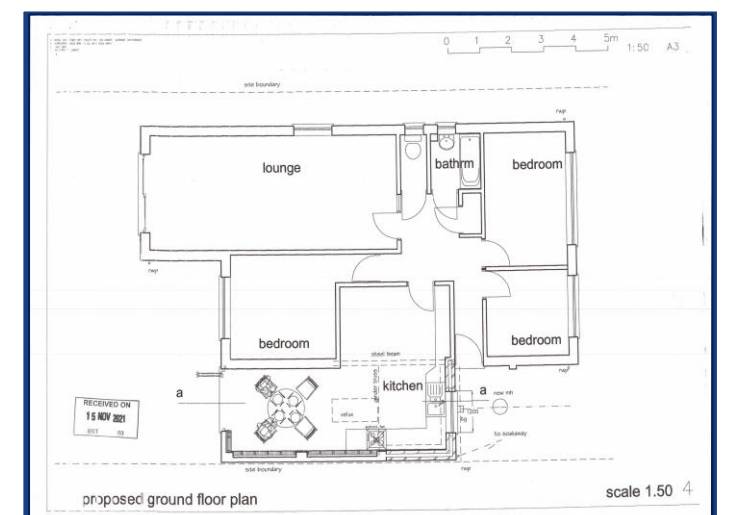 0 1 2 3 4 5m
1:50 A3
site boundary
rwp
lounge
bathrm
bedroom
rwp
bedroom
bedroom
steel beam
kitchen
a
a
new mh
velux
RECEIVED ON
15 NOV 2021
rwp
site boundary
rwp
proposed ground floor plan
scale 1.50 4